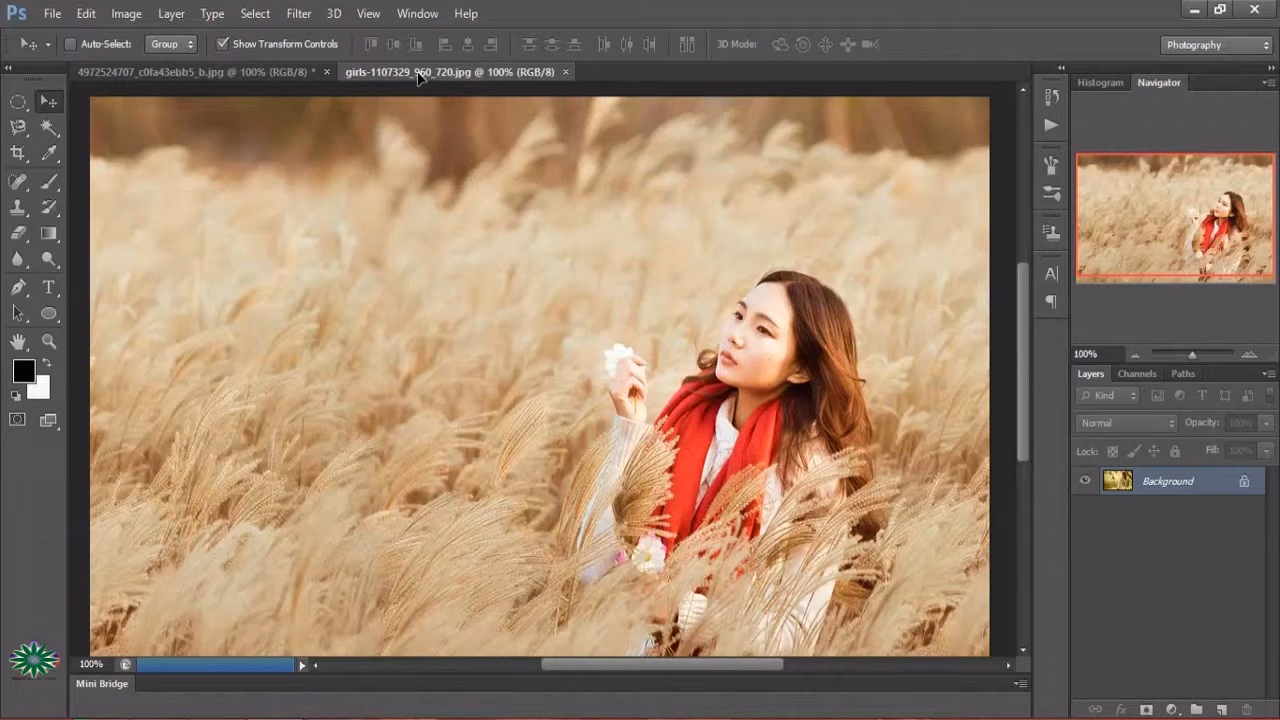 Ps File Edit Image Layer Type Select Filter 3D View Window Help
Auto-Select: Group Show Transform Controls 3D Mode: Photography
4972524707_c0fa43ebb5_b.jpg @ 100% (RGB/8) * × girls-1107329_960_720.jpg @ 100% (RGB/8) ×
Histogram Navigator
100%
Layers Channels Paths
Kind
Normal Opacity: 100%
Lock: Fill: 100%
Background
100%
Mini Bridge